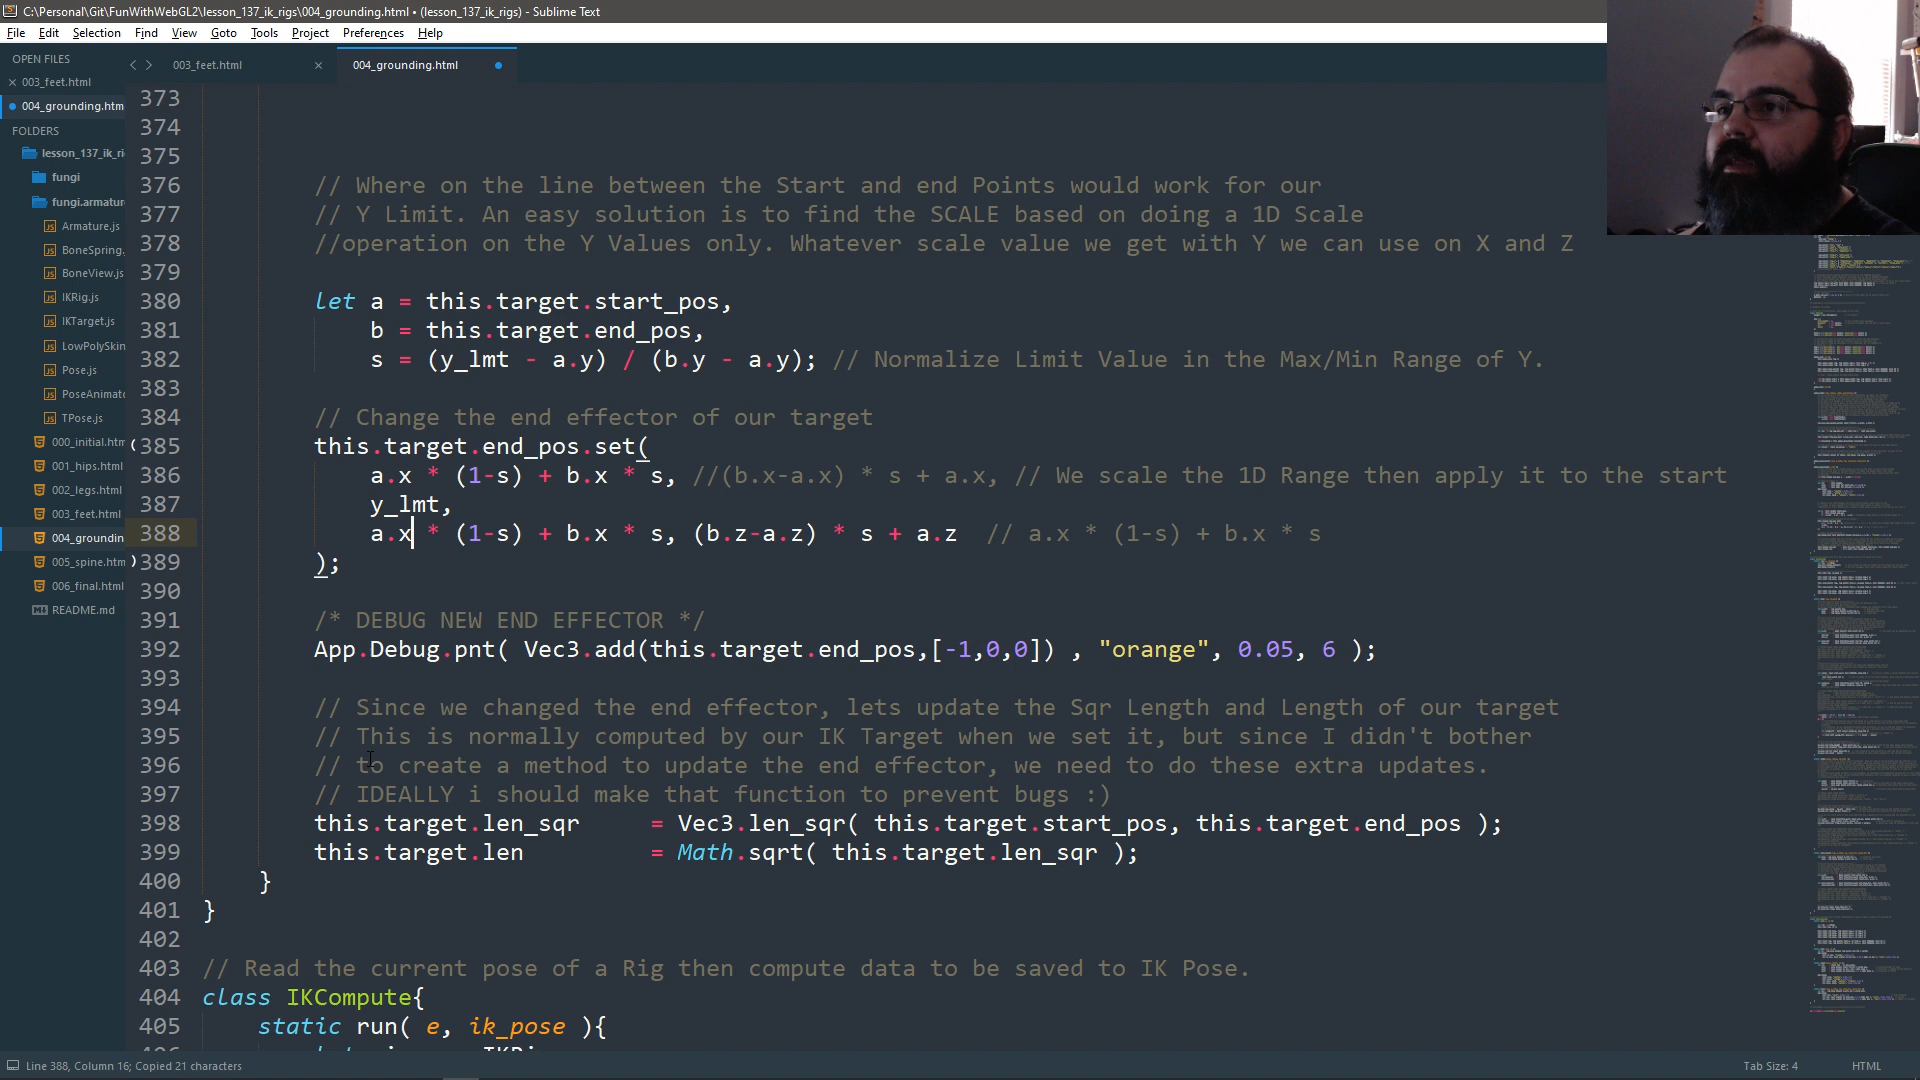 C:\Personal\Git\FunWithWebGL2\lesson_137_ik_rigs\004_grounding.html • (lesson_137_ik_rigs) - Sublime Text
File Edit Selection Find View Goto Tools Project Preferences Help
OPEN FILES
003_feet.html
004_grounding.htm
FOLDERS
lesson_137_ik_ri
fungi
fungi.armatur
Armature.js
BoneSpring.
BoneView.js
IKRig.js
IKTarget.js
LowPolySkin
Pose.js
PoseAnimato
TPose.js
000_initial.htm
001_hips.html
002_legs.html
003_feet.html
004_groundin
005_spine.htm
006_final.html
README.md
003_feet.html
004_grounding.html
373
374
375
376 // Where on the line between the Start and end Points would work for our
377 // Y Limit. An easy solution is to find the SCALE based on doing a 1D Scale
378 //operation on the Y Values only. Whatever scale value we get with Y we can use on X and Z
379
380 let a = this.target.start_pos,
381 b = this.target.end_pos,
382 s = (y_lmt - a.y) / (b.y - a.y); // Normalize Limit Value in the Max/Min Range of Y.
383
384 // Change the end effector of our target
385 this.target.end_pos.set(
386 a.x * (1-s) + b.x * s, //(b.x-a.x) * s + a.x, // We scale the 1D Range then apply it to the start
387 y_lmt,
388 a.x * (1-s) + b.x * s, (b.z-a.z) * s + a.z // a.x * (1-s) + b.x * s
389 );
390
391 /* DEBUG NEW END EFFECTOR */
392 App.Debug.pnt( Vec3.add(this.target.end_pos,[-1,0,0]) , "orange", 0.05, 6 );
393
394 // Since we changed the end effector, lets update the Sqr Length and Length of our target
395 // This is normally computed by our IK Target when we set it, but since I didn't bother
396 // to create a method to update the end effector, we need to do these extra updates.
397 // IDEALLY i should make that function to prevent bugs :)
398 this.target.len_sqr = Vec3.len_sqr( this.target.start_pos, this.target.end_pos );
399 this.target.len = Math.sqrt( this.target.len_sqr );
400 }
401 }
402
403 // Read the current pose of a Rig then compute data to be saved to IK Pose.
404 class IKCompute{
405 static run( e, ik_pose ){
Line 388, Column 16; Copied 21 characters
Tab Size: 4
HTML